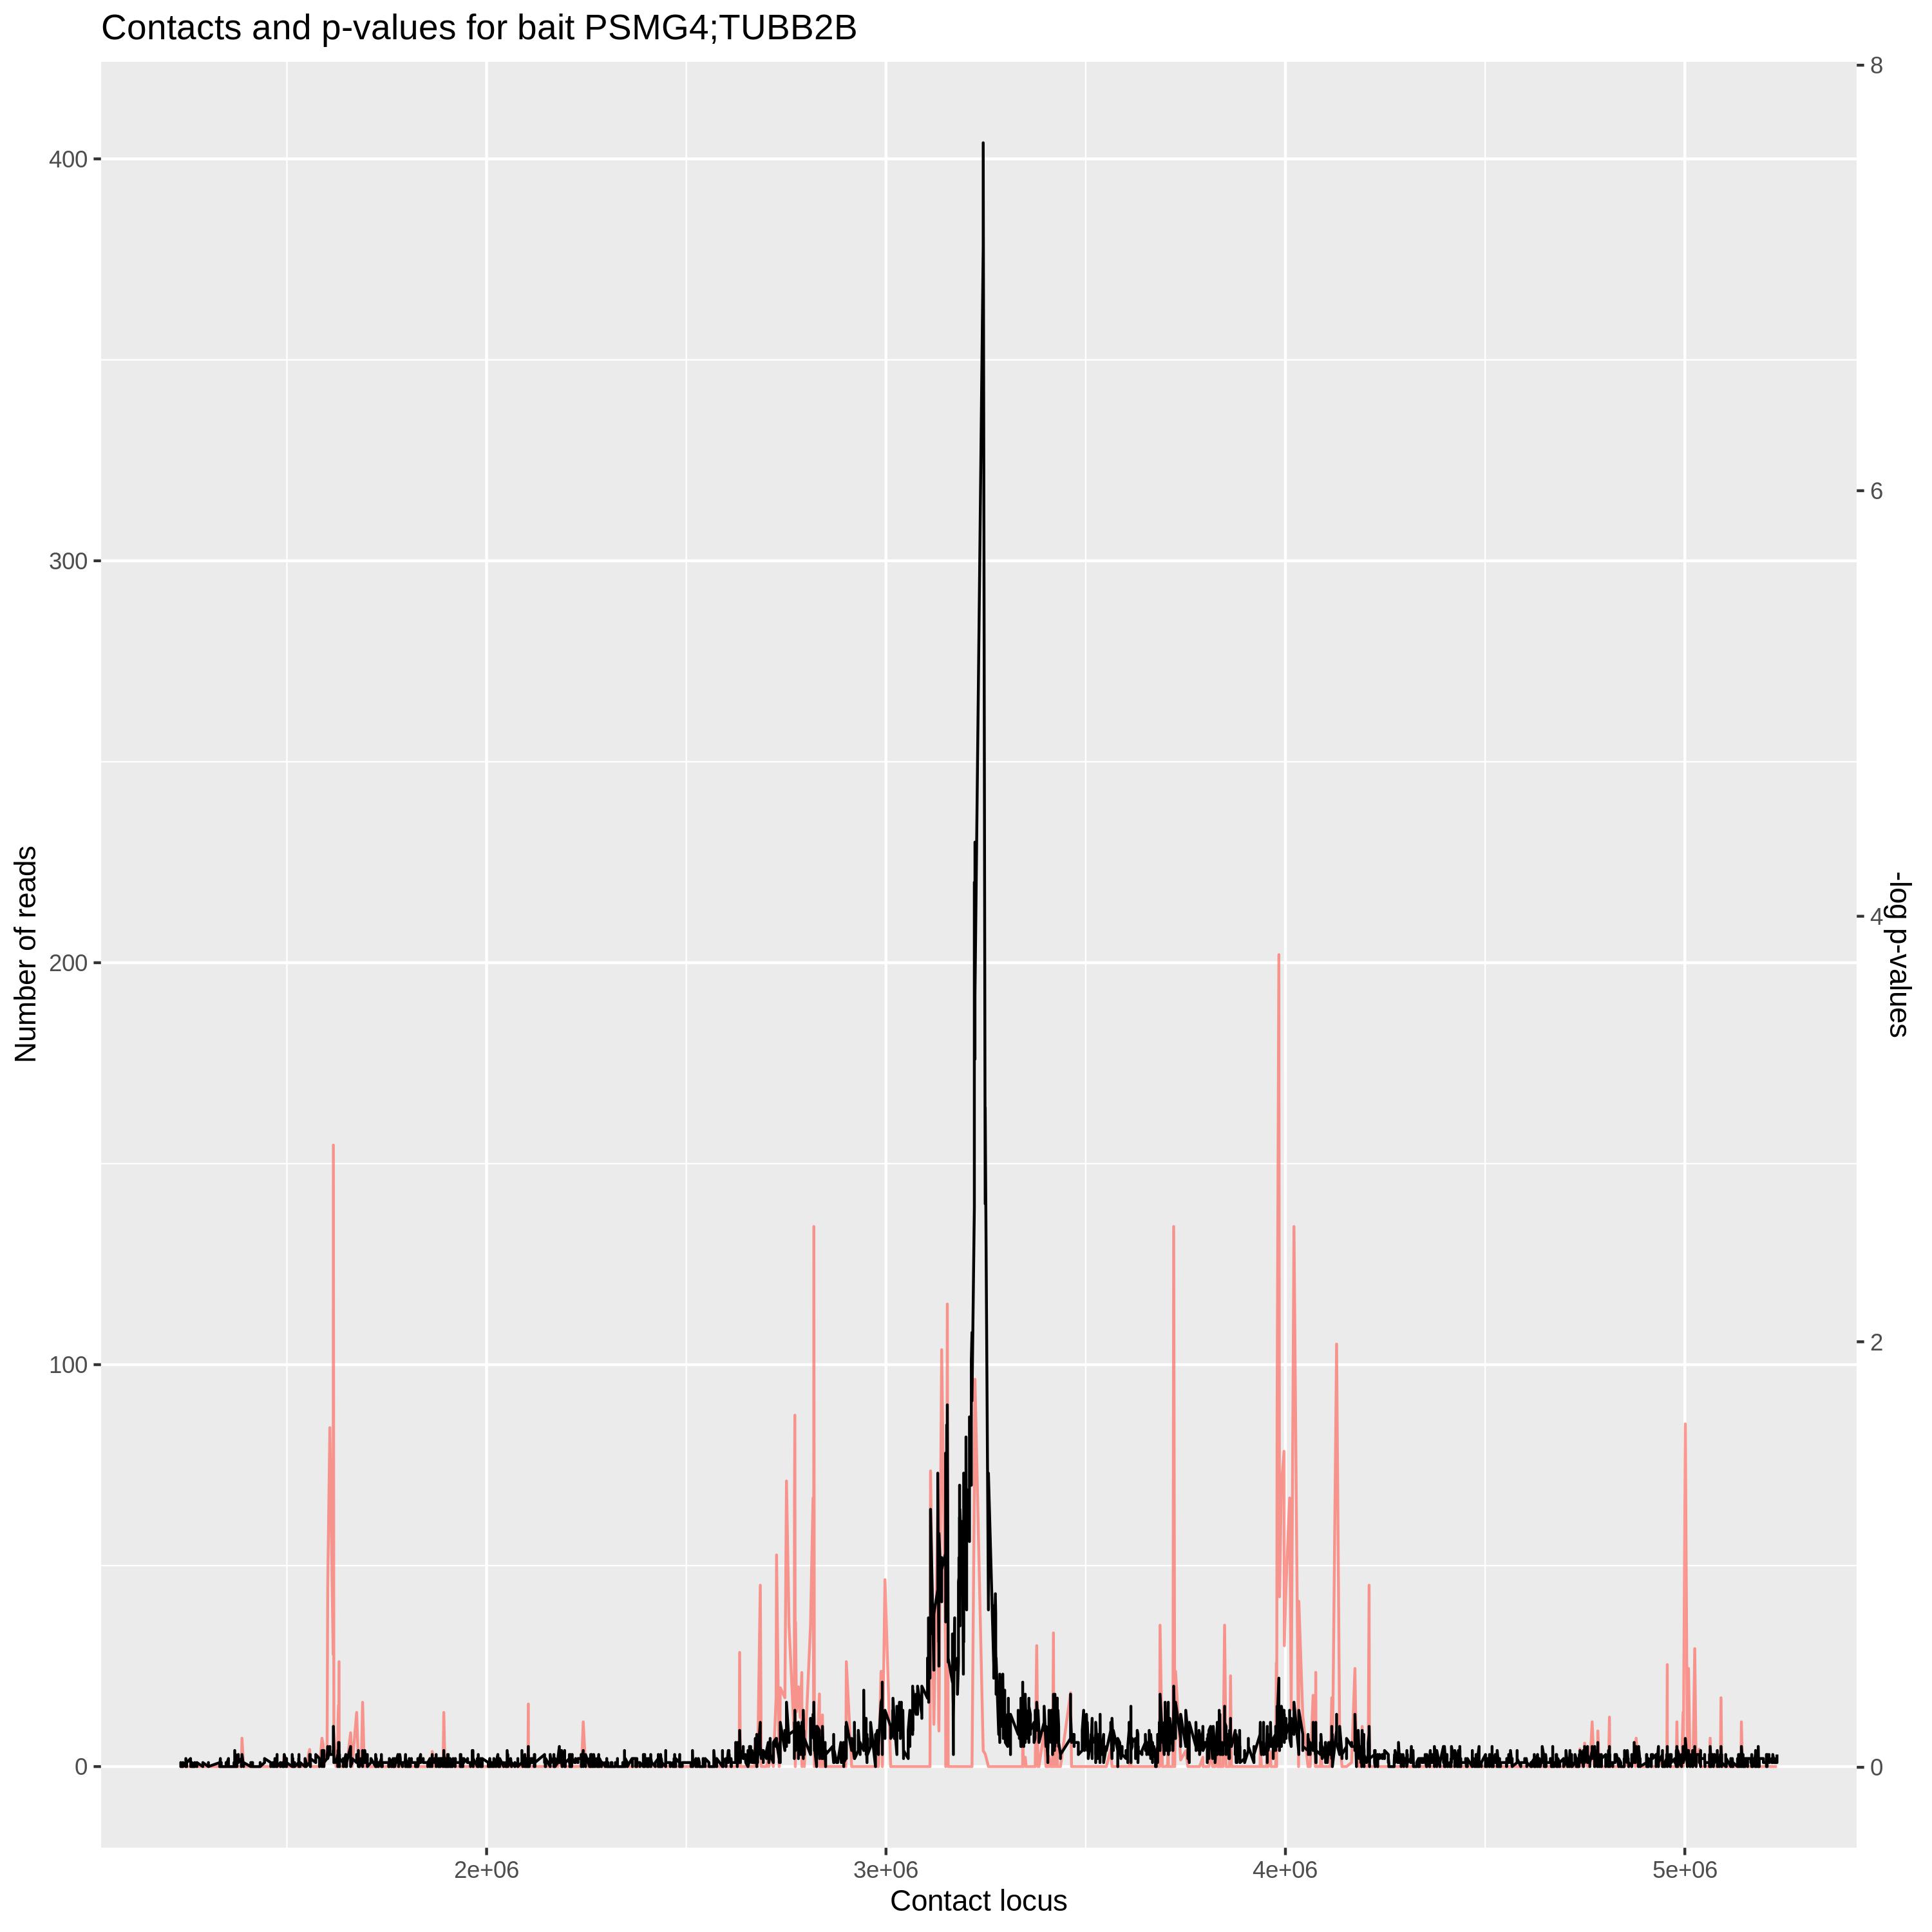 Contacts and p-values for bait PSMG4;TUBB2B
400
300
200
100
0
Number of reads
8
6
4
2
0
-log p-values
2e+06
3e+06
4e+06
5e+06
Contact locus